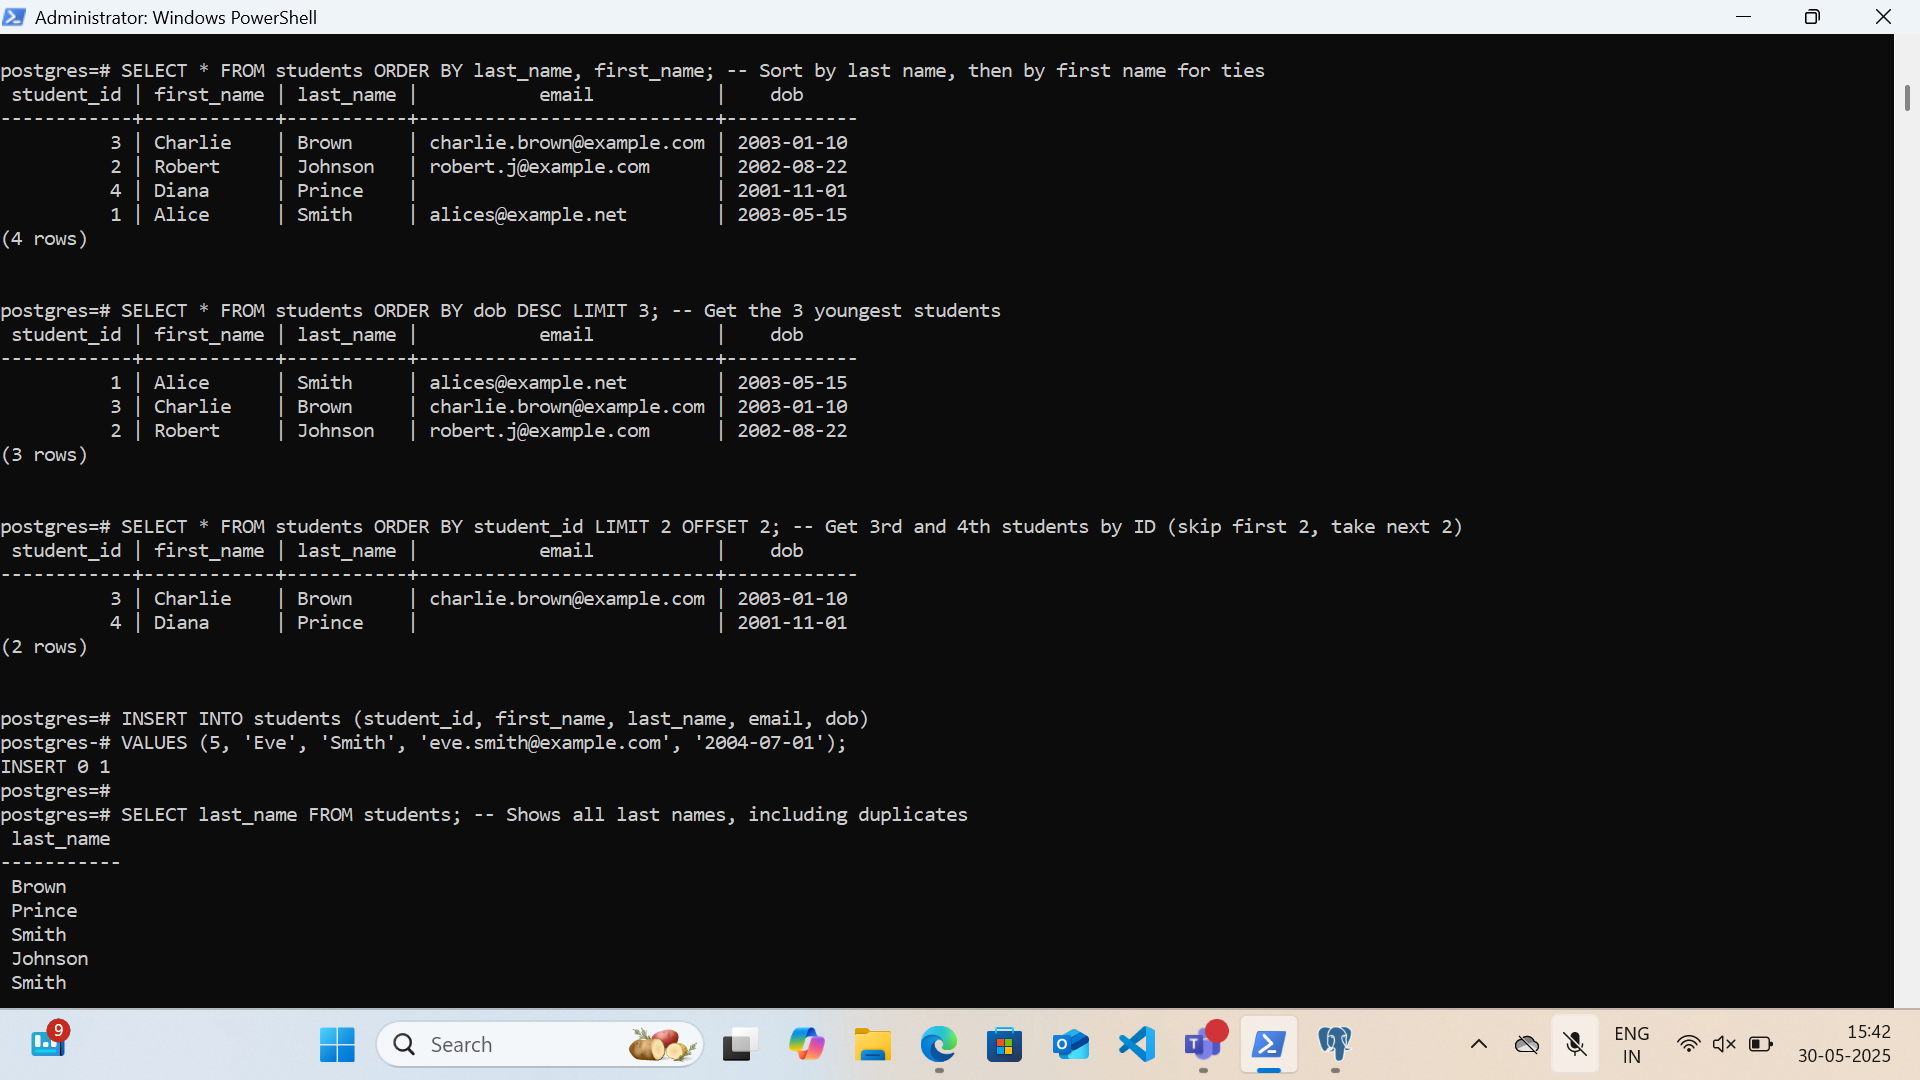 Administrator: Windows PowerShell
postgres=# SELECT * FROM students ORDER BY last_name, first_name; -- Sort by last name, then by first name for ties
 student_id | first_name | last_name |           email           |    dob
------------+------------+-----------+---------------------------+------------
          3 | Charlie    | Brown     | charlie.brown@example.com | 2003-01-10
          2 | Robert     | Johnson   | robert.j@example.com      | 2002-08-22
          4 | Diana      | Prince    |                           | 2001-11-01
          1 | Alice      | Smith     | alices@example.net        | 2003-05-15
(4 rows)
postgres=# SELECT * FROM students ORDER BY dob DESC LIMIT 3; -- Get the 3 youngest students
 student_id | first_name | last_name |           email           |    dob
------------+------------+-----------+---------------------------+------------
          1 | Alice      | Smith     | alices@example.net        | 2003-05-15
          3 | Charlie    | Brown     | charlie.brown@example.com | 2003-01-10
          2 | Robert     | Johnson   | robert.j@example.com      | 2002-08-22
(3 rows)
postgres=# SELECT * FROM students ORDER BY student_id LIMIT 2 OFFSET 2; -- Get 3rd and 4th students by ID (skip first 2, take next 2)
 student_id | first_name | last_name |           email           |    dob
------------+------------+-----------+---------------------------+------------
          3 | Charlie    | Brown     | charlie.brown@example.com | 2003-01-10
          4 | Diana      | Prince    |                           | 2001-11-01
(2 rows)
postgres=# INSERT INTO students (student_id, first_name, last_name, email, dob)
postgres-# VALUES (5, 'Eve', 'Smith', 'eve.smith@example.com', '2004-07-01');
INSERT 0 1
postgres=#
postgres=# SELECT last_name FROM students; -- Shows all last names, including duplicates
 last_name
-----------
 Brown
 Prince
 Smith
 Johnson
 Smith
9
Search
ENG
IN
15:42
30-05-2025